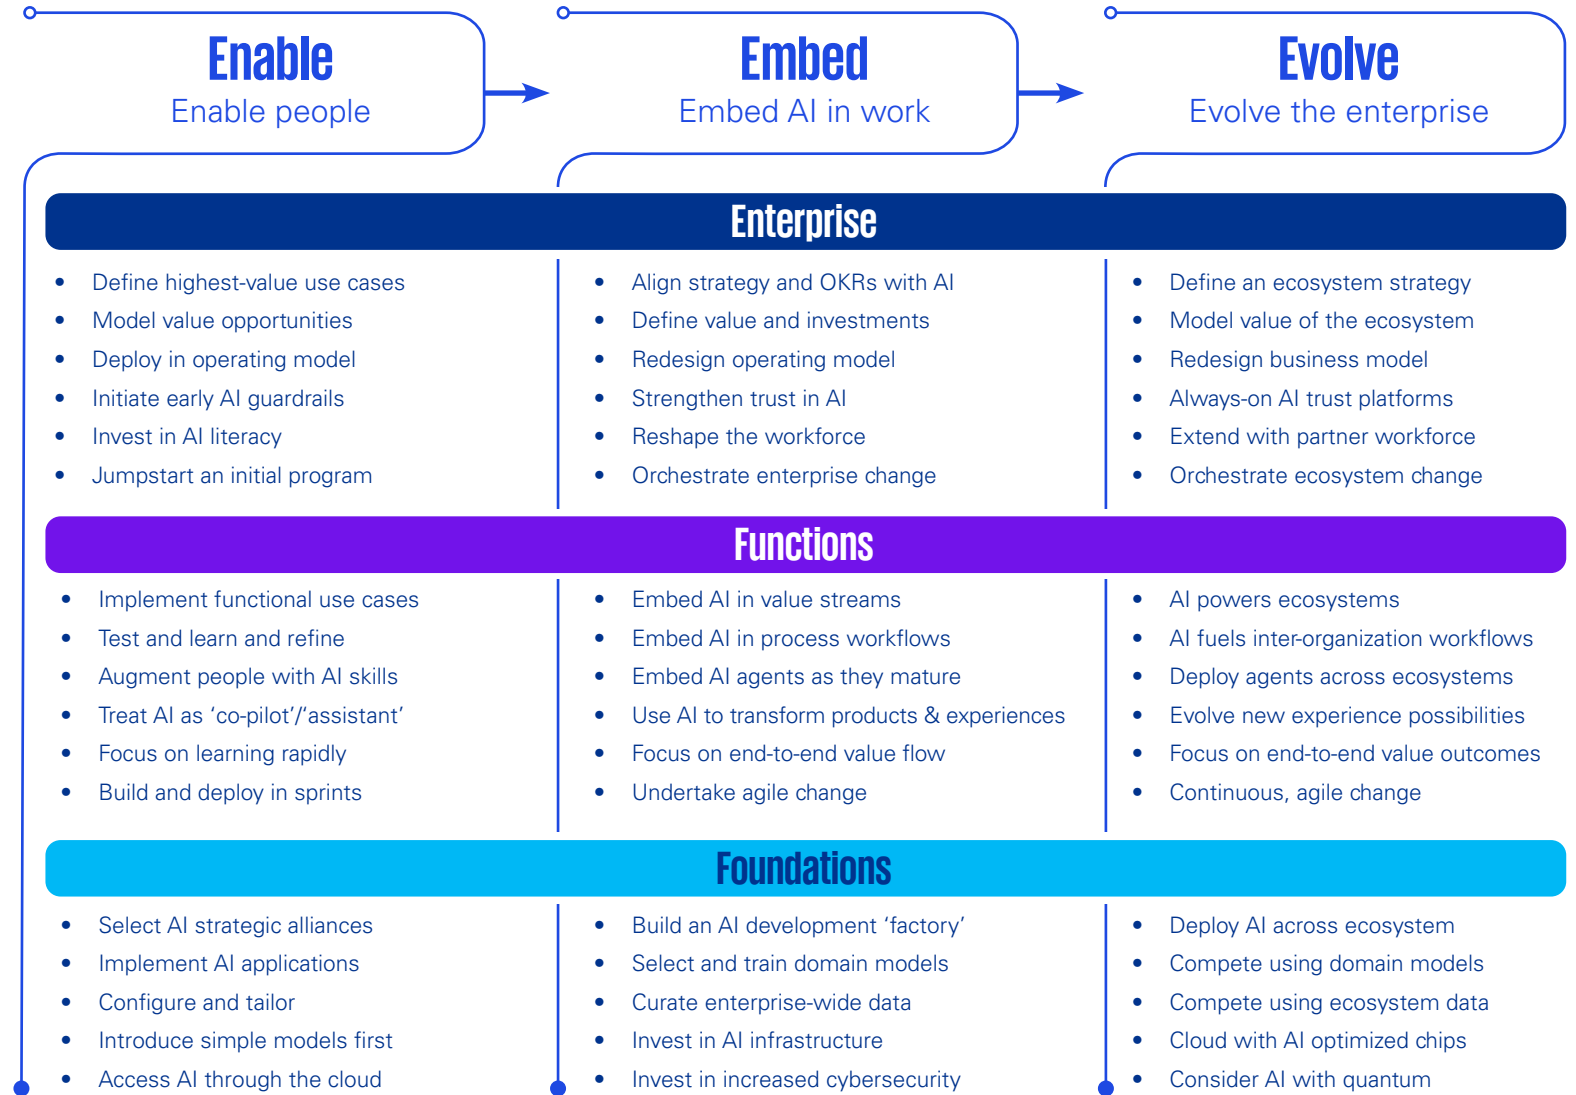 Enable
Enable people
Embed
Embed AI in work
Evolve
Evolve the enterprise
Enterprise
• Define highest-value use cases
• Model value opportunities
• Deploy in operating model
• Initiate early AI guardrails
• Invest in AI literacy
• Jumpstart an initial program
• Align strategy and OKRs with AI
• Define value and investments
• Redesign operating model
• Strengthen trust in AI
• Reshape the workforce
• Orchestrate enterprise change
• Define an ecosystem strategy
• Model value of the ecosystem
• Redesign business model
• Always-on AI trust platforms
• Extend with partner workforce
• Orchestrate ecosystem change
Functions
• Implement functional use cases
• Test and learn and refine
• Augment people with AI skills
• Treat AI as ‘co-pilot’/‘assistant’
• Focus on learning rapidly
• Build and deploy in sprints
• Embed AI in value streams
• Embed AI in process workflows
• Embed AI agents as they mature
• Use AI to transform products & experiences
• Focus on end-to-end value flow
• Undertake agile change
• AI powers ecosystems
• AI fuels inter-organization workflows
• Deploy agents across ecosystems
• Evolve new experience possibilities
• Focus on end-to-end value outcomes
• Continuous, agile change
Foundations
• Select AI strategic alliances
• Implement AI applications
• Configure and tailor
• Introduce simple models first
• Access AI through the cloud
• Build an AI development ‘factory’
• Select and train domain models
• Curate enterprise-wide data
• Invest in AI infrastructure
• Invest in increased cybersecurity
• Deploy AI across ecosystem
• Compete using domain models
• Compete using ecosystem data
• Cloud with AI optimized chips
• Consider AI with quantum